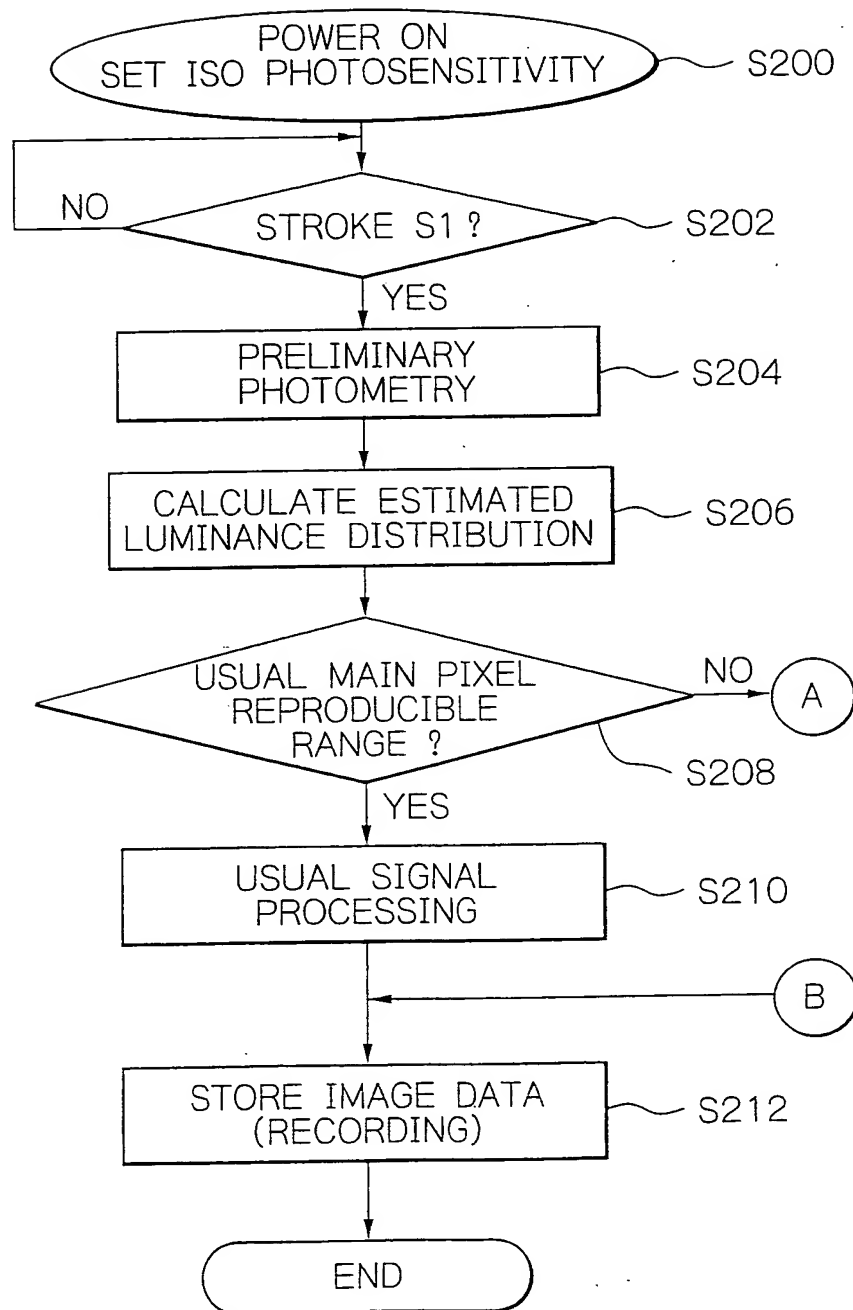 POWER ON
SET ISO PHOTOSENSITIVITY
S200
NO
STROKE S1 ?
S202
YES
PRELIMINARY
PHOTOMETRY
S204
CALCULATE ESTIMATED
LUMINANCE DISTRIBUTION
S206
USUAL MAIN PIXEL
REPRODUCIBLE
RANGE ?
NO
A
S208
YES
USUAL SIGNAL
PROCESSING
S210
B
STORE IMAGE DATA
(RECORDING)
S212
END